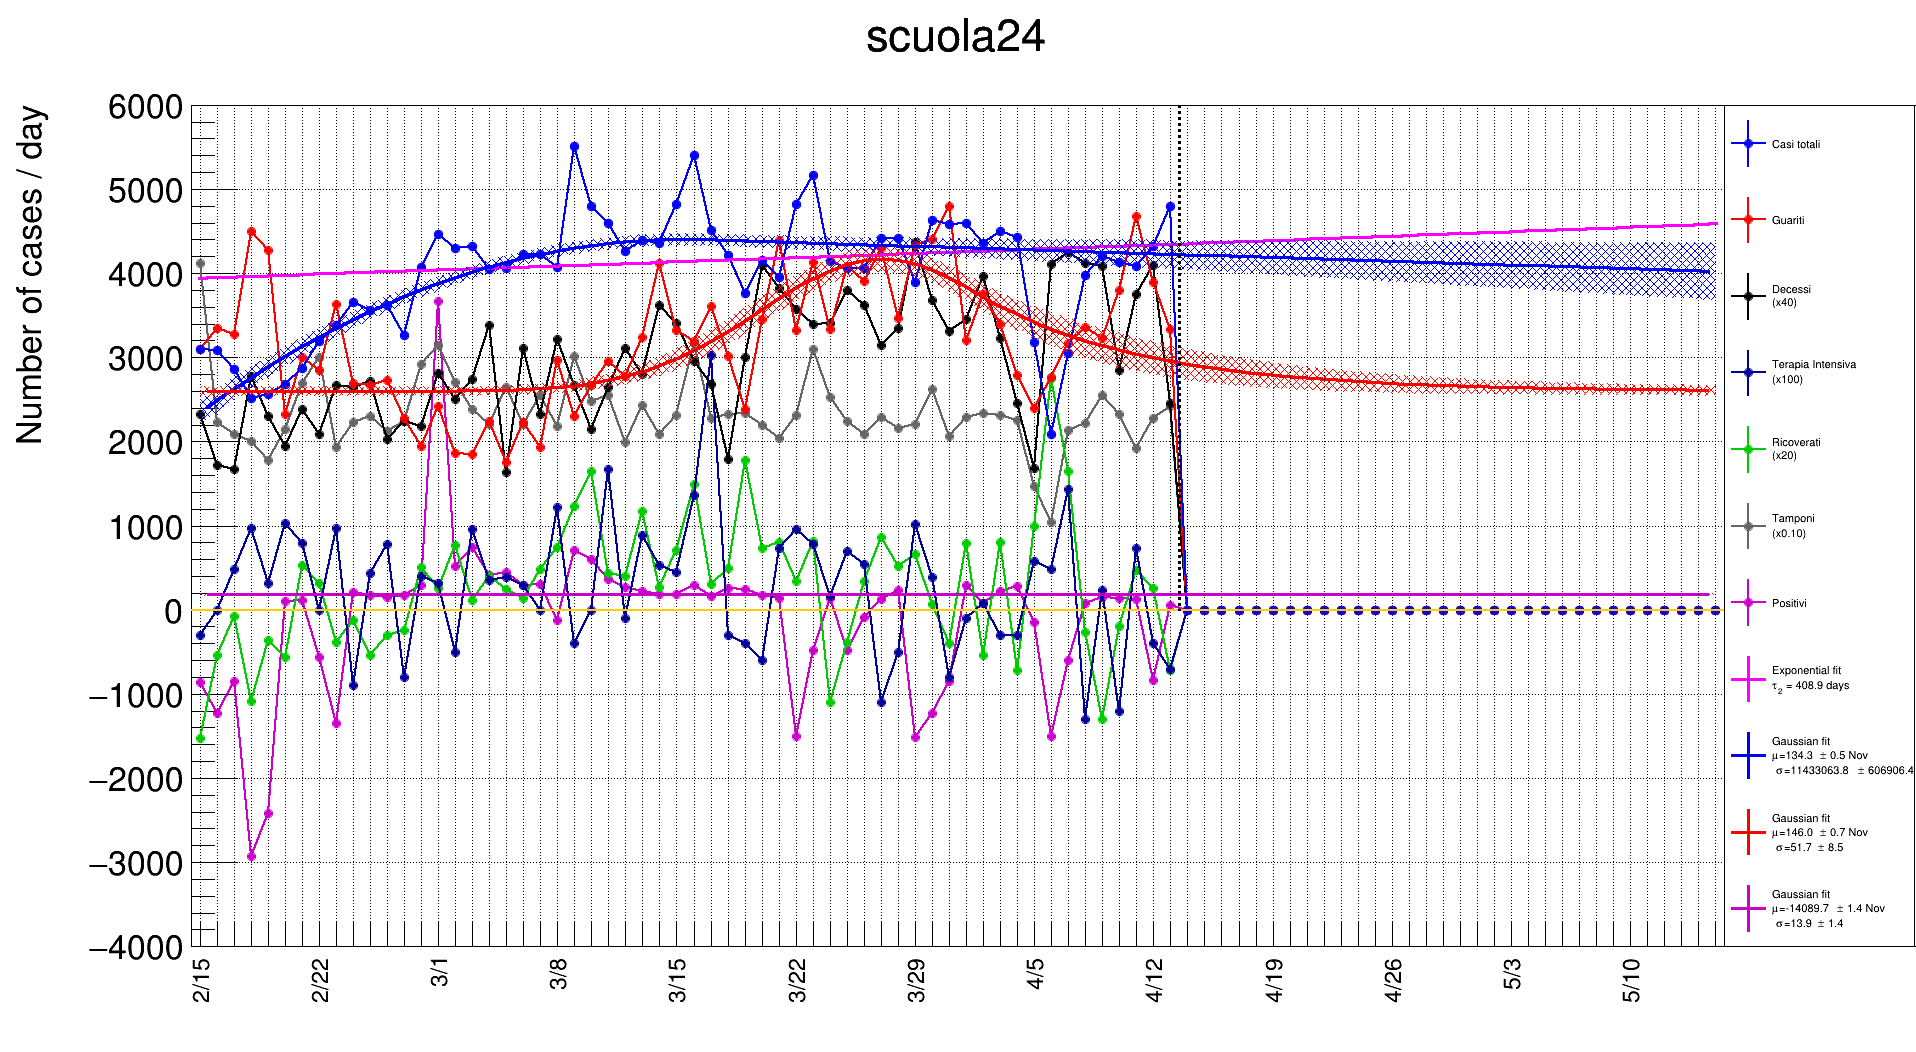 scuola24
Number of cases / day
6000
5000
4000
3000
2000
1000
0
−1000
−2000
−3000
−4000
2/15
2/22
3/1
3/8
3/15
3/22
3/29
4/5
4/12
4/19
4/26
5/3
5/10
Casi totali
Guariti
Decessi
(x40)
Terapia Intensiva
(x100)
Ricoverati
(x20)
Tamponi
(x0.10)
Positivi
Exponential fit
τ2 = 408.9 days
Gaussian fit
μ=134.3 ± 0.5 Nov
σ=11433063.8 ± 606906.4
Gaussian fit
μ=146.0 ± 0.7 Nov
σ=51.7 ± 8.5
Gaussian fit
μ=-14089.7 ± 1.4 Nov
σ=13.9 ± 1.4